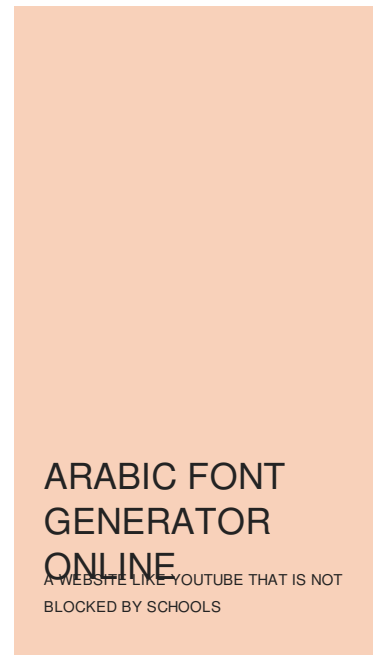 ARABIC FONT
GENERATOR
ONLINE
A WEBSITE LIKE YOUTUBE THAT IS NOT
BLOCKED BY SCHOOLS